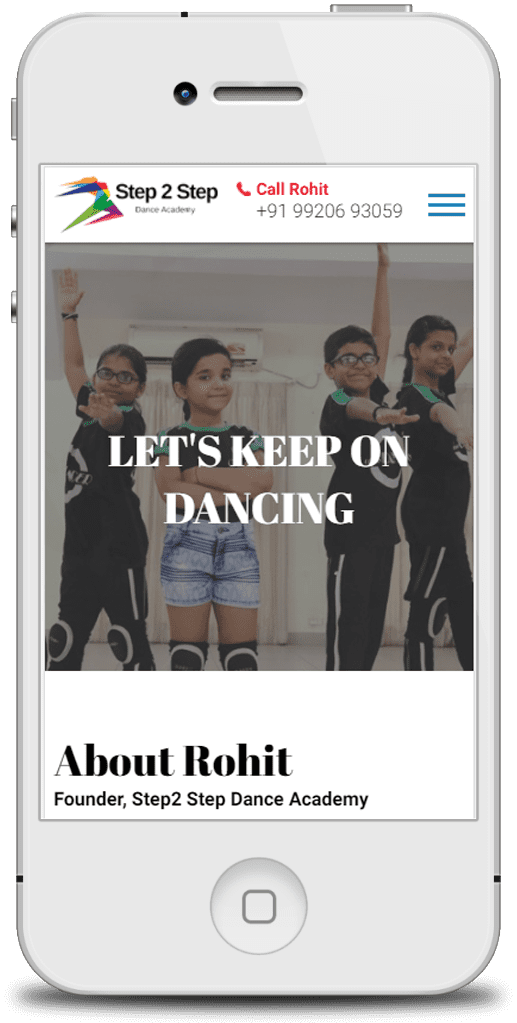 Step 2 Step
Dance Academy
Call Rohit
+91 99206 93059
LET'S KEEP ON
DANCING
About Rohit
Founder, Step2 Step Dance Academy